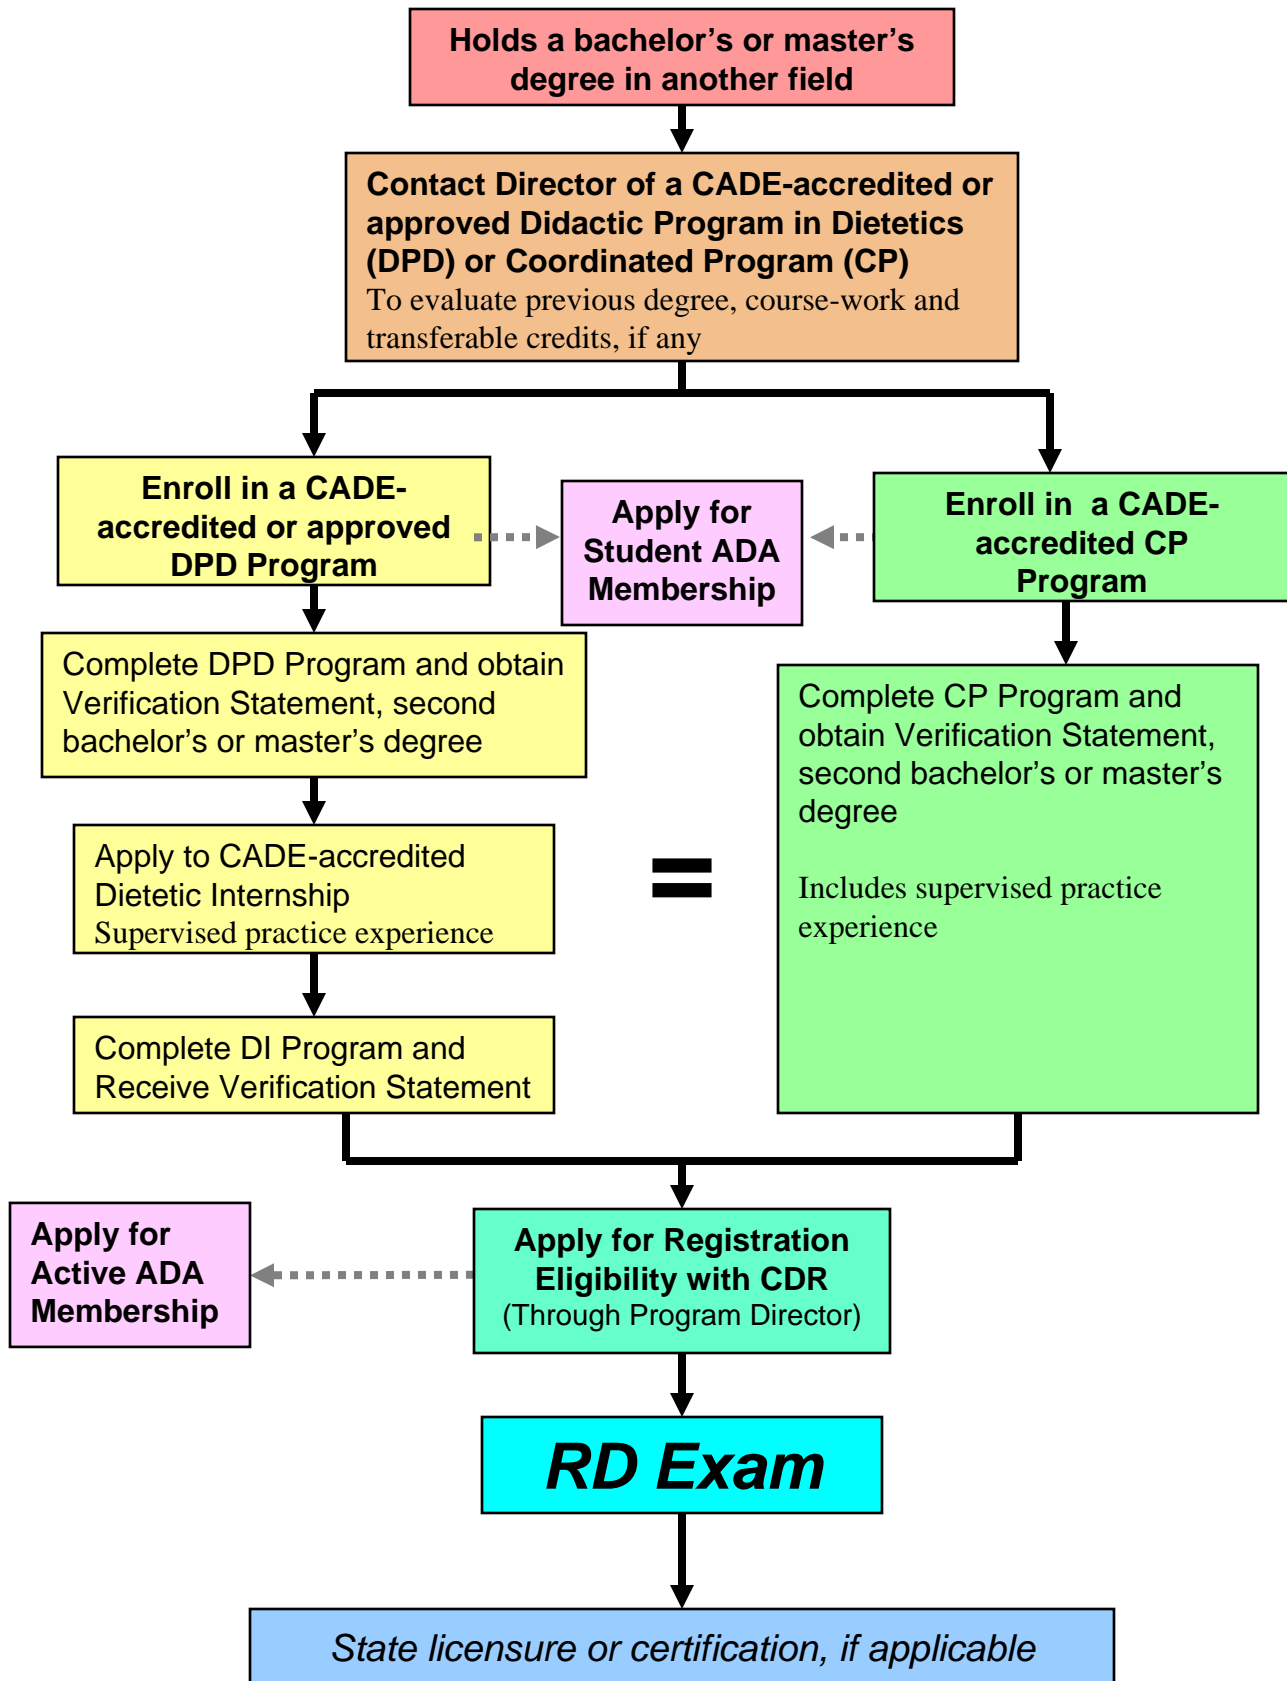 Holds a bachelor’s or master’s
degree in another field
Contact Director of a CADE-accredited or
approved Didactic Program in Dietetics
(DPD) or Coordinated Program (CP)
To evaluate previous degree, course-work and
transferable credits, if any
Enroll in a CADE-
accredited or approved
DPD Program
Apply for
Student ADA
Membership
Enroll in a CADE-
accredited CP
Program
Complete DPD Program and obtain
Verification Statement, second
bachelor’s or master’s degree
Apply to CADE-accredited
Dietetic Internship
Supervised practice experience
Complete DI Program and
Receive Verification Statement
=
Complete CP Program and
obtain Verification Statement,
second bachelor’s or master’s
degree
Includes supervised practice
experience
Apply for
Active ADA
Membership
Apply for Registration
Eligibility with CDR
(Through Program Director)
RD Exam
State licensure or certification, if applicable